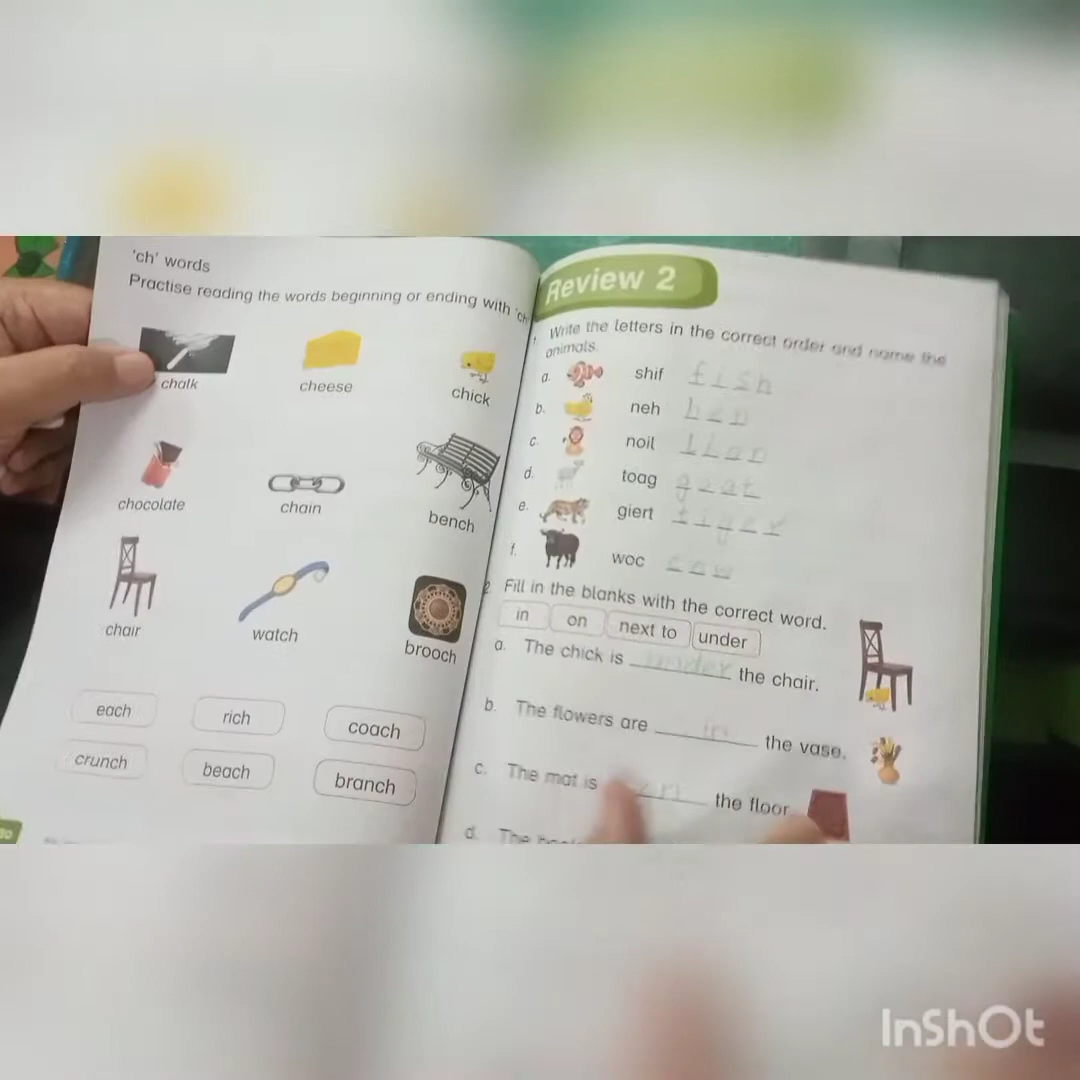 'ch' words
Practise reading the words beginning or ending with 'ch
chalk
cheese
chick
chocolate
chain
bench
chair
watch
brooch
each
rich
coach
crunch
beach
branch
Review 2
Write the letters in the correct order and name the
animals.
a. shif fish
b. neh hen
c. noil lion
d. toag goat
e. giert tiger
f. woc cow
2 Fill in the blanks with the correct word.
in on next to under
a. The chick is under the chair.
b. The flowers are in the vase.
c. The mat is on the floor
d. The
InShOt